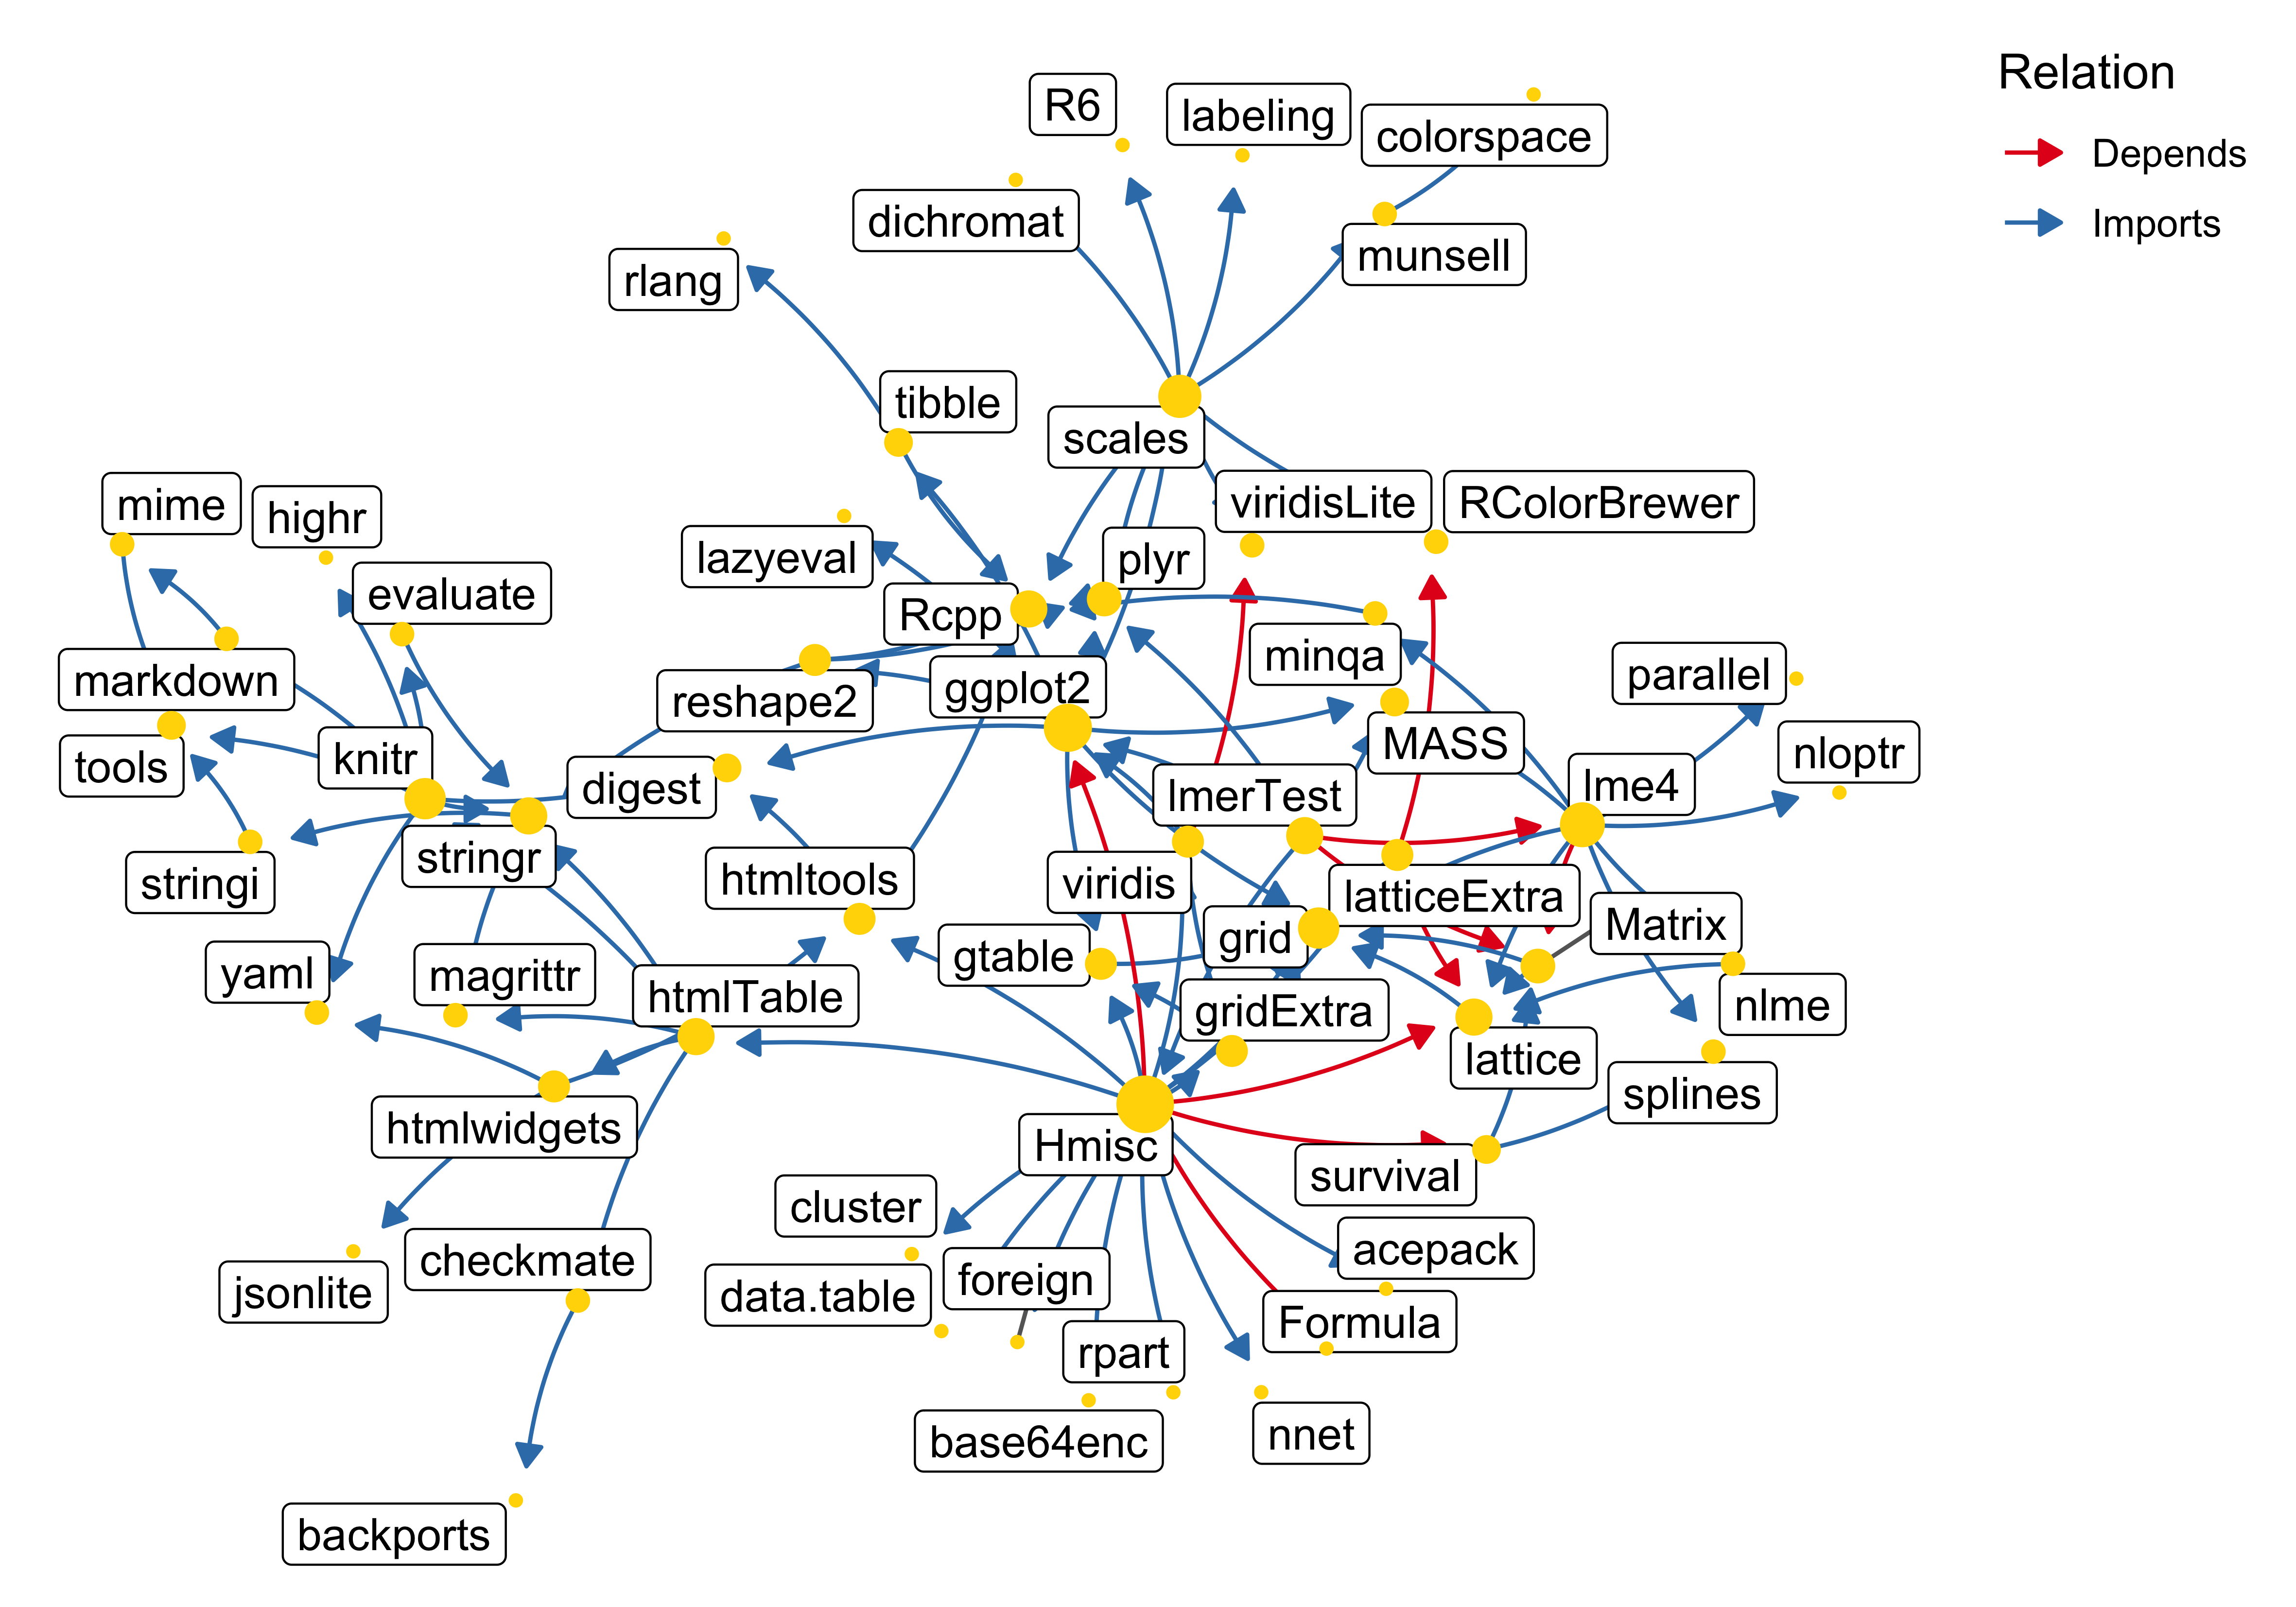 Relation
Depends
Imports
R6
labeling
colorspace
dichromat
munsell
rlang
tibble
scales
mime
highr
viridisLite
RColorBrewer
lazyeval
plyr
evaluate
Rcpp
minqa
markdown
reshape2
ggplot2
parallel
knitr
tools
MASS
nloptr
digest
lmerTest
lme4
stringr
stringi
htmltools
viridis
latticeExtra
Matrix
grid
gtable
yaml
magrittr
htmlTable
gridExtra
nlme
lattice
splines
htmlwidgets
Hmisc
survival
cluster
acepack
checkmate
foreign
jsonlite
data.table
Formula
rpart
base64enc
nnet
backports